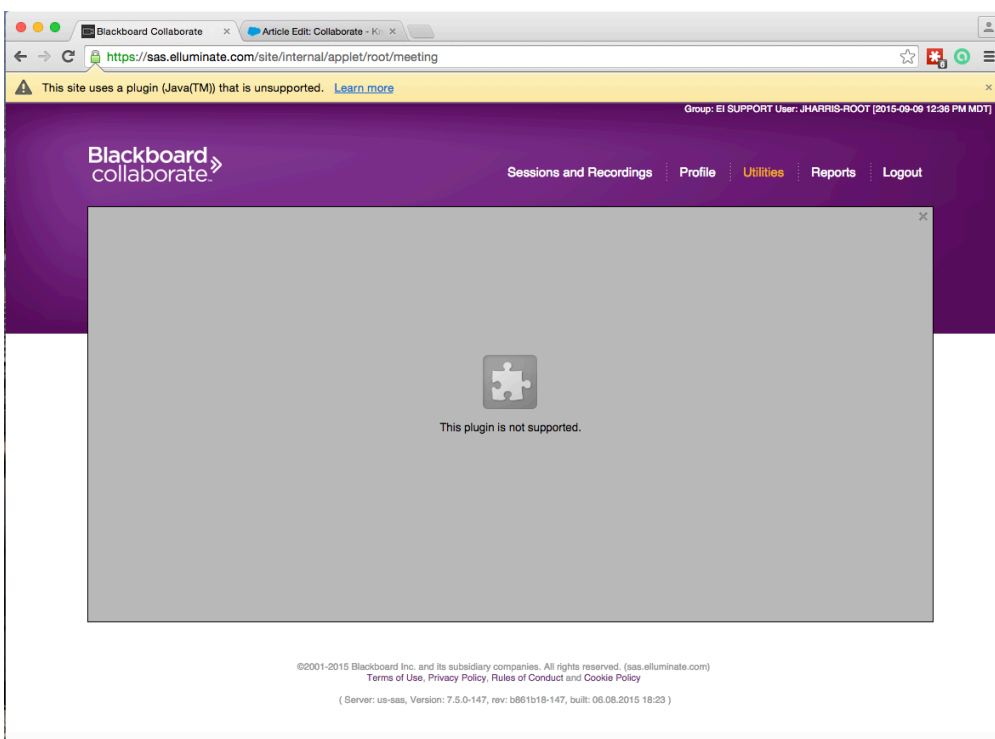 Blackboard Collaborate
Article Edit: Collaborate - Kn
https://sas.elluminate.com/site/internal/applet/root/meeting
6
This site uses a plugin (Java(TM)) that is unsupported. Learn more
Group: EI SUPPORT User: JHARRIS-ROOT [2015-09-09 12:36 PM MDT]
Blackboard
collaborate
Sessions and Recordings Profile Utilities Reports Logout
This plugin is not supported.
©2001-2015 Blackboard Inc. and its subsidiary companies. All rights reserved. (sas.elluminate.com)
Terms of Use, Privacy Policy, Rules of Conduct and Cookie Policy
( Server: us-sas, Version: 7.5.0-147, rev: b861b18-147, built: 06.08.2015 18:23 )